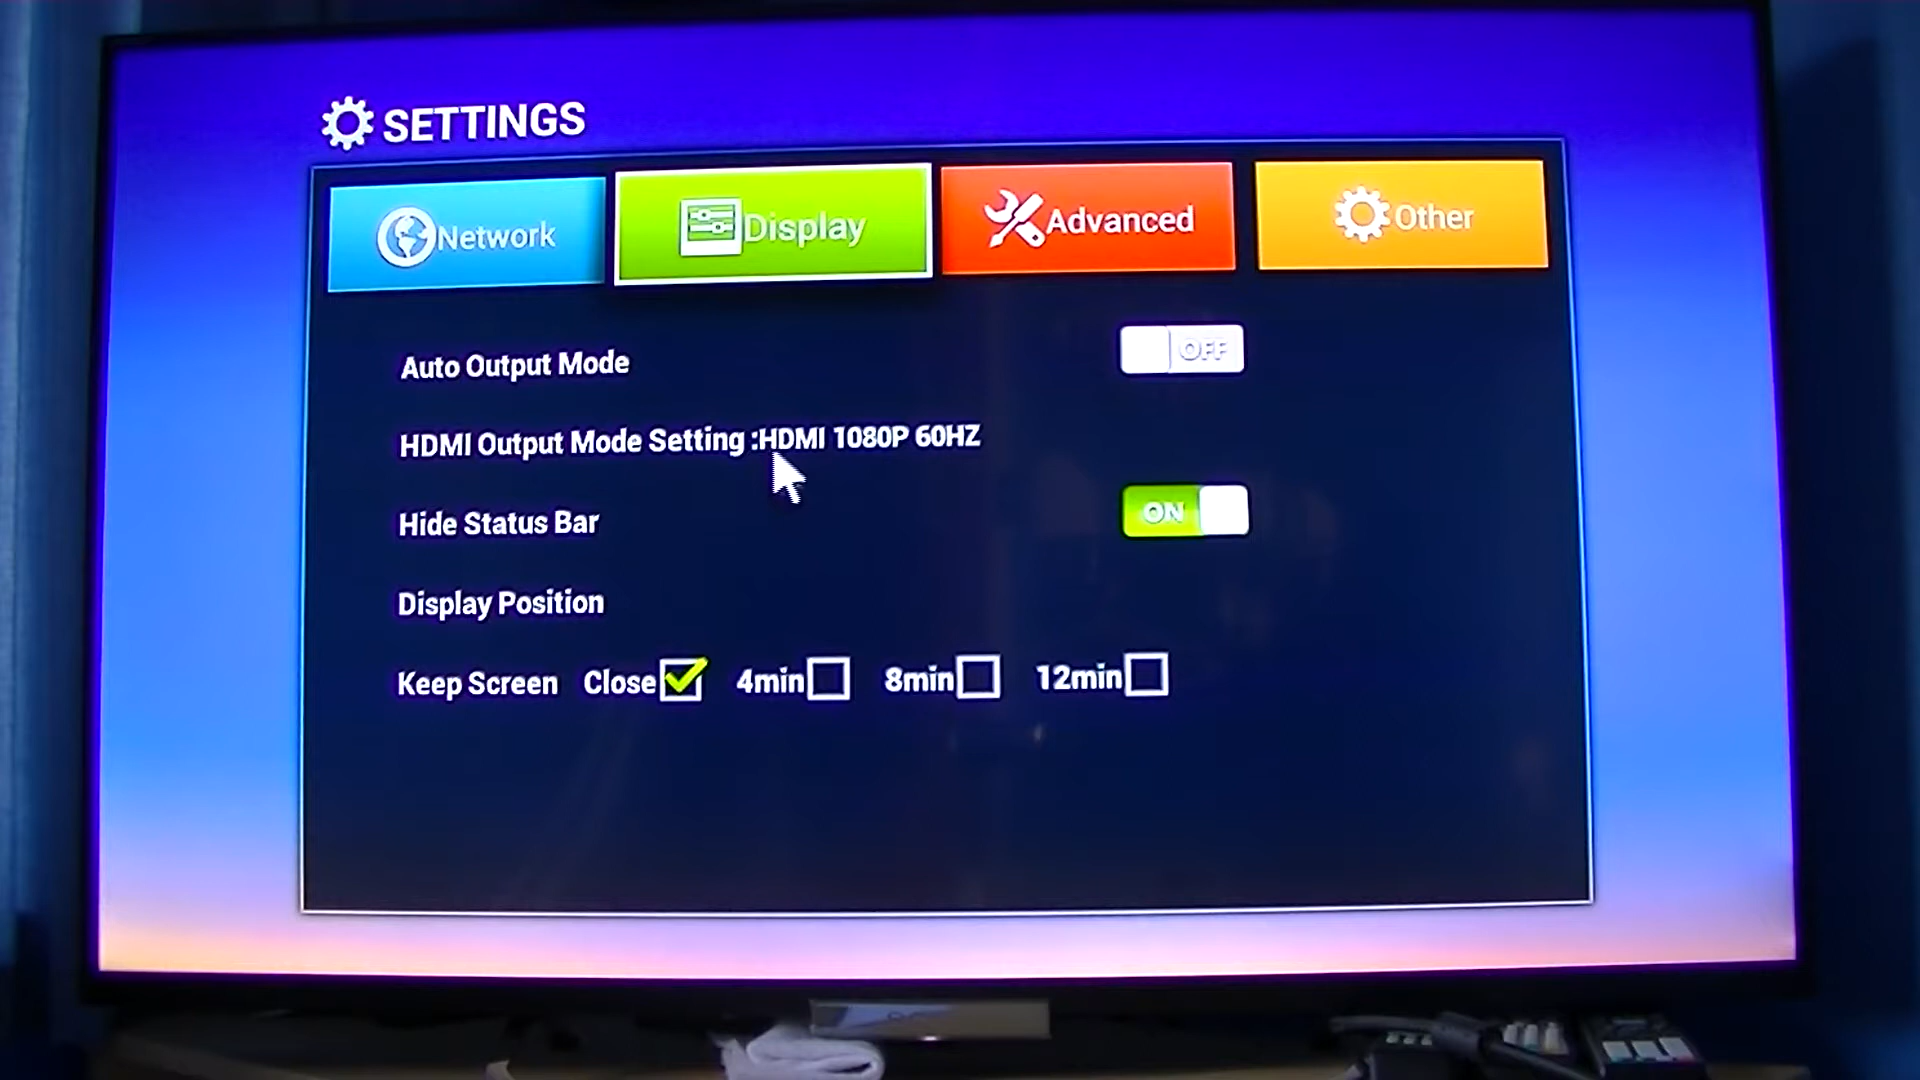 SETTINGS
Network Display Advanced Other
Auto Output Mode OFF
HDMI Output Mode Setting :HDMI 1080P 60HZ
Hide Status Bar ON
Display Position
Keep Screen Close 4min 8min 12min